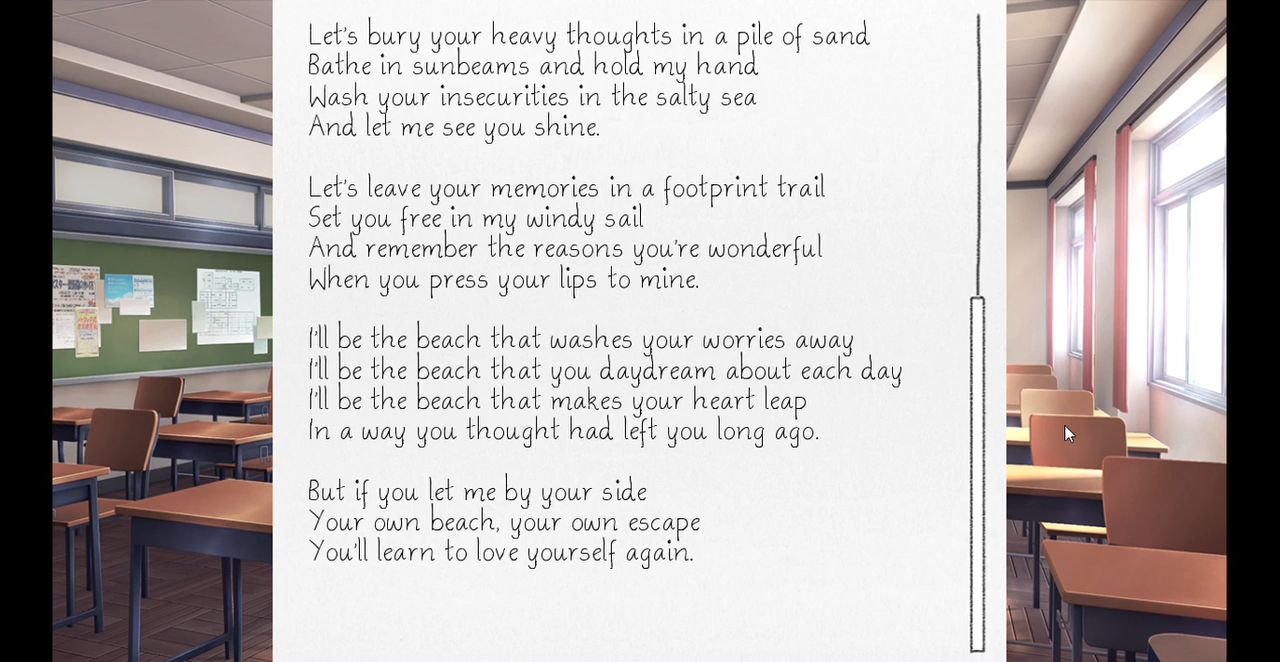 Let's bury your heavy thoughts in a pile of sand
Bathe in sunbeams and hold my hand
Wash your insecurities in the salty sea
And let me see you shine.
Let's leave your memories in a footprint trail
Set you free in my windy sail
And remember the reasons you're wonderful
When you press your lips to mine.
I'll be the beach that washes your worries away
I'll be the beach that you daydream about each day
I'll be the beach that makes your heart leap
In a way you thought had left you long ago.
But if you let me by your side
Your own beach, your own escape
You'll learn to love yourself again.